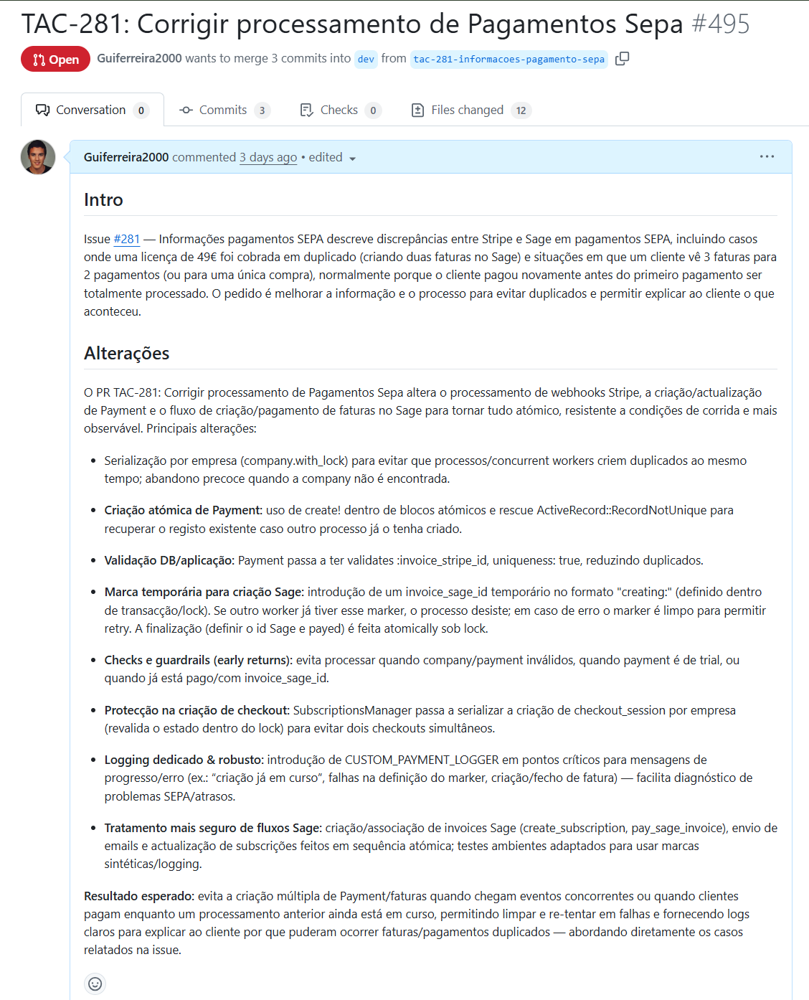 TAC-281: Corrigir processamento de Pagamentos Sepa #495
Open Guiferreira2000 wants to merge 3 commits into dev from tac-281-informacoes-pagamento-sepa
Conversation 0 Commits 3 Checks 0 Files changed 12
Guiferreira2000 commented 3 days ago • edited
Intro
Issue #281 — Informações pagamentos SEPA descreve discrepâncias entre Stripe e Sage em pagamentos SEPA, incluindo casos
onde uma licença de 49€ foi cobrada em duplicado (criando duas faturas no Sage) e situações em que um cliente vê 3 faturas para
2 pagamentos (ou para uma única compra), normalmente porque o cliente pagou novamente antes do primeiro pagamento ser
totalmente processado. O pedido é melhorar a informação e o processo para evitar duplicados e permitir explicar ao cliente o que
aconteceu.
Alterações
O PR TAC-281: Corrigir processamento de Pagamentos Sepa altera o processamento de webhooks Stripe, a criação/actualização
de Payment e o fluxo de criação/pagamento de faturas no Sage para tornar tudo atómico, resistente a condições de corrida e mais
observável. Principais alterações:
• Serialização por empresa (company.with_lock) para evitar que processos/concurrent workers criem duplicados ao mesmo
tempo; abandono precoce quando a company não é encontrada.
• Criação atómica de Payment: uso de create! dentro de blocos atómicos e rescue ActiveRecord::RecordNotUnique para
recuperar o registo existente caso outro processo já o tenha criado.
• Validação DB/aplicação: Payment passa a ter validates :invoice_stripe_id, uniqueness: true, reduzindo duplicados.
• Marca temporária para criação Sage: introdução de um invoice_sage_id temporário no formato "creating:" (definido dentro
de transacção/lock). Se outro worker já tiver esse marker, o processo desiste; em caso de erro o marker é limpo para permitir
retry. A finalização (definir o id Sage e payed) é feita atomically sob lock.
• Checks e guardrails (early returns): evita processar quando company/payment inválidos, quando payment é de trial, ou
quando já está pago/com invoice_sage_id.
• Protecção na criação de checkout: SubscriptionsManager passa a serializar a criação de checkout_session por empresa
(revalida o estado dentro do lock) para evitar dois checkouts simultâneos.
• Logging dedicado & robusto: introdução de CUSTOM_PAYMENT_LOGGER em pontos críticos para mensagens de
progresso/erro (ex.: “criação já em curso”, falhas na definição do marker, criação/fecho de fatura) — facilita diagnóstico de
problemas SEPA/atrasos.
• Tratamento mais seguro de fluxos Sage: criação/associação de invoices Sage (create_subscription, pay_sage_invoice), envio de
emails e actualização de subscrições feitos em sequência atómica; testes ambientes adaptados para usar marcas
sintéticas/logging.
Resultado esperado: evita a criação múltipla de Payment/faturas quando chegam eventos concorrentes ou quando clientes
pagam enquanto um processamento anterior ainda está em curso, permitindo limpar e re-tentar em falhas e fornecendo logs
claros para explicar ao cliente por que puderam ocorrer faturas/pagamentos duplicados — abordando diretamente os casos
relatados na issue.